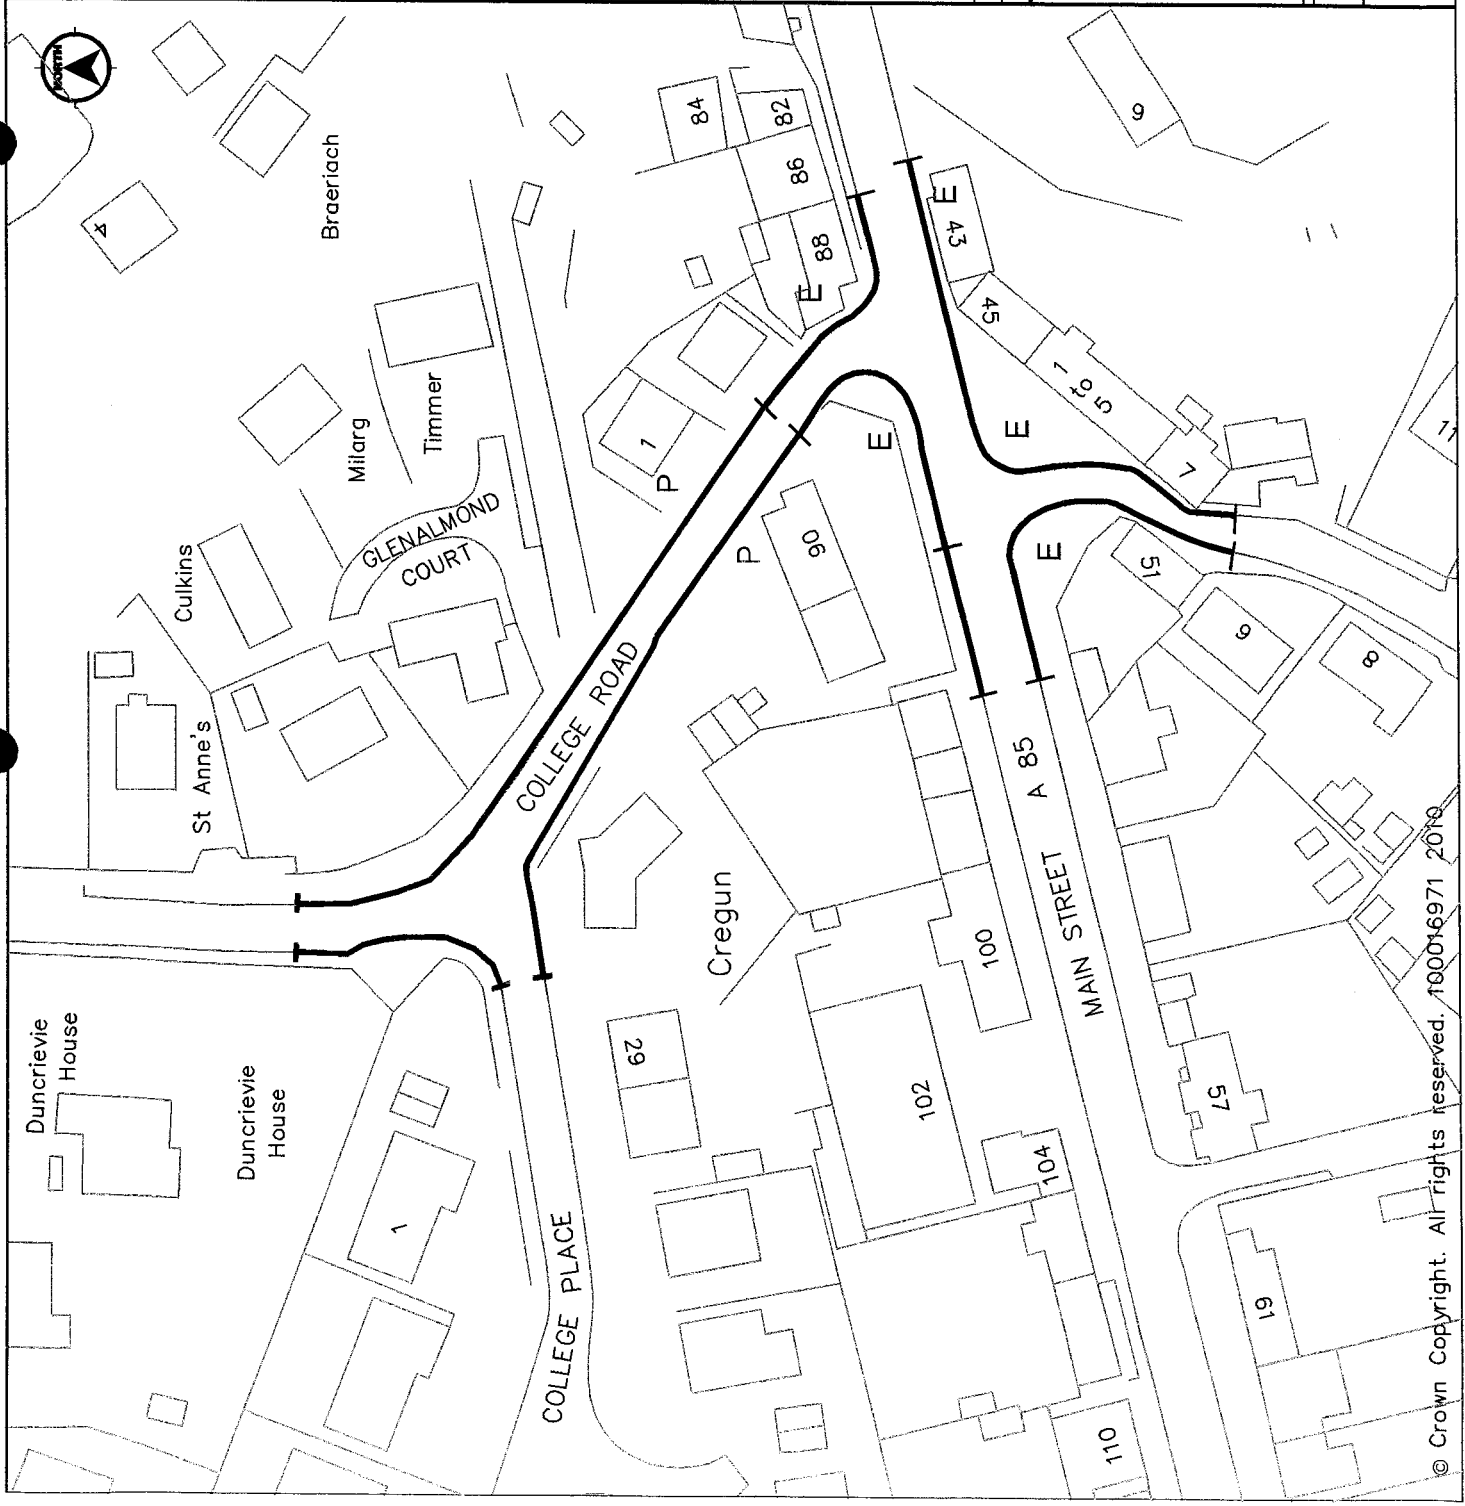 NORTH
4
Braeriach
84
82
86
88
E
9
E
43
45
1
to
5
7
11
Milarg
Timmer
GLENALMOND
COURT
Culkins
St Anne's
1
P
P
90
E
E
E
51
9
8
COLLEGE ROAD
Cregun
MAIN STREET A 85
100
102
104
57
61
110
29
Duncrievie
House
Duncrievie
House
1
COLLEGE PLACE
© Crown Copyright. All rights reserved. 100016971 2010